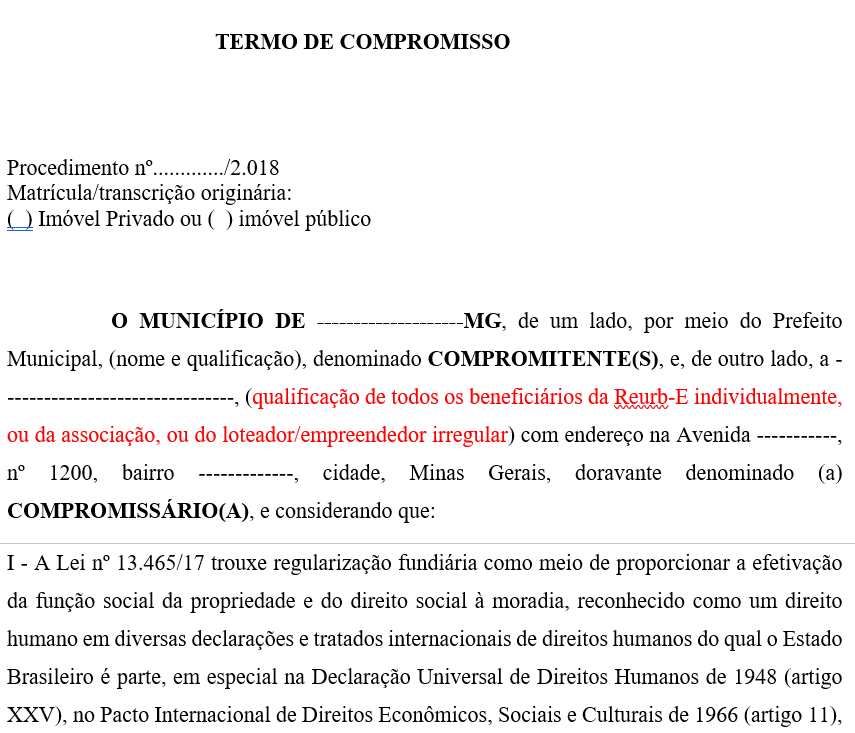 TERMO DE COMPROMISSO
Procedimento nº............./2.018
Matrícula/transcrição originária:
( ) Imóvel Privado ou ( ) imóvel público
O MUNICÍPIO DE --------------------MG, de um lado, por meio do Prefeito
Municipal, (nome e qualificação), denominado COMPROMITENTE(S), e, de outro lado, a -
-------------------------------, (qualificação de todos os beneficiários da Reurb-E individualmente,
ou da associação, ou do loteador/empreendedor irregular) com endereço na Avenida -----------,
nº 1200, bairro -------------, cidade, Minas Gerais, doravante denominado (a)
COMPROMISSÁRIO(A), e considerando que:
I - A Lei nº 13.465/17 trouxe regularização fundiária como meio de proporcionar a efetivação
da função social da propriedade e do direito social à moradia, reconhecido como um direito
humano em diversas declarações e tratados internacionais de direitos humanos do qual o Estado
Brasileiro é parte, em especial na Declaração Universal de Direitos Humanos de 1948 (artigo
XXV), no Pacto Internacional de Direitos Econômicos, Sociais e Culturais de 1966 (artigo 11),